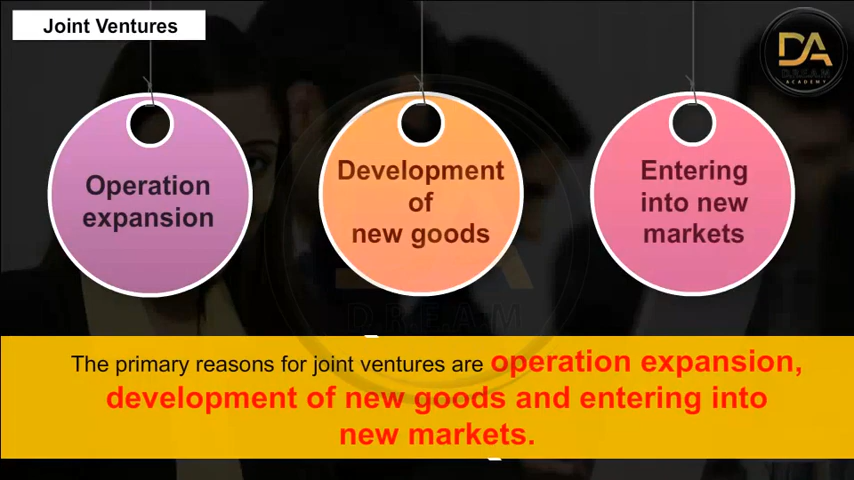 Joint Ventures
DA
D.R.E.A.M
ACADEMY
Operation
expansion
Development
of
new goods
Entering
into new
markets
D.R.E.A.M
The primary reasons for joint ventures are operation expansion,
development of new goods and entering into
new markets.